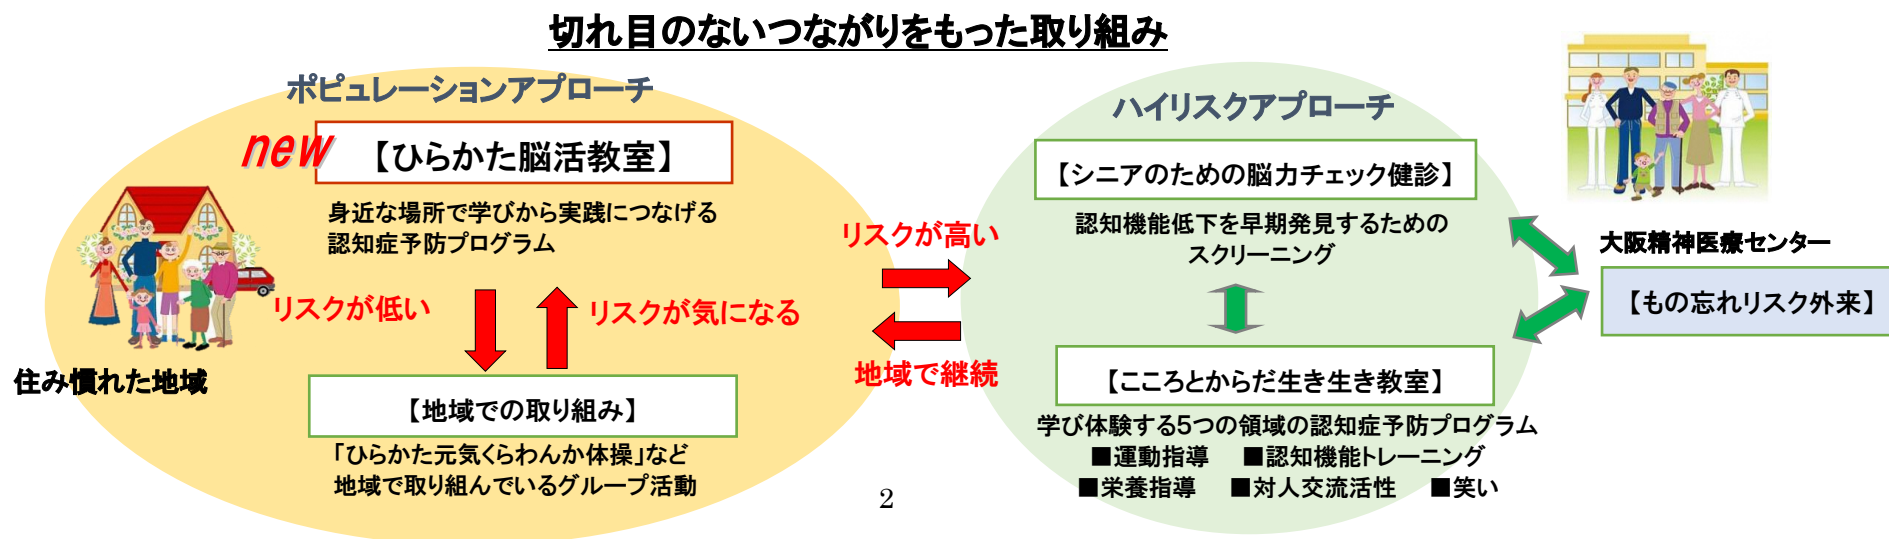 切れ目のないつながりをもった取り組み
ポピュレーションアプローチ
new
【ひらかた脳活教室】
身近な場所で学びから実践につなげる
認知症予防プログラム
リスクが低い
リスクが気になる
住み慣れた地域
【地域での取り組み】
「ひらかた元気くらわんか体操」など
地域で取り組んでいるグループ活動
リスクが高い
地域で継続
ハイリスクアプローチ
【シニアのための脳力チェック健診】
認知機能低下を早期発見するための
スクリーニング
【こころとからだ生き生き教室】
学び体験する5つの領域の認知症予防プログラム
■運動指導 ■認知機能トレーニング
■栄養指導 ■対人交流活性 ■笑い
大阪精神医療センター
【もの忘れリスク外来】
2